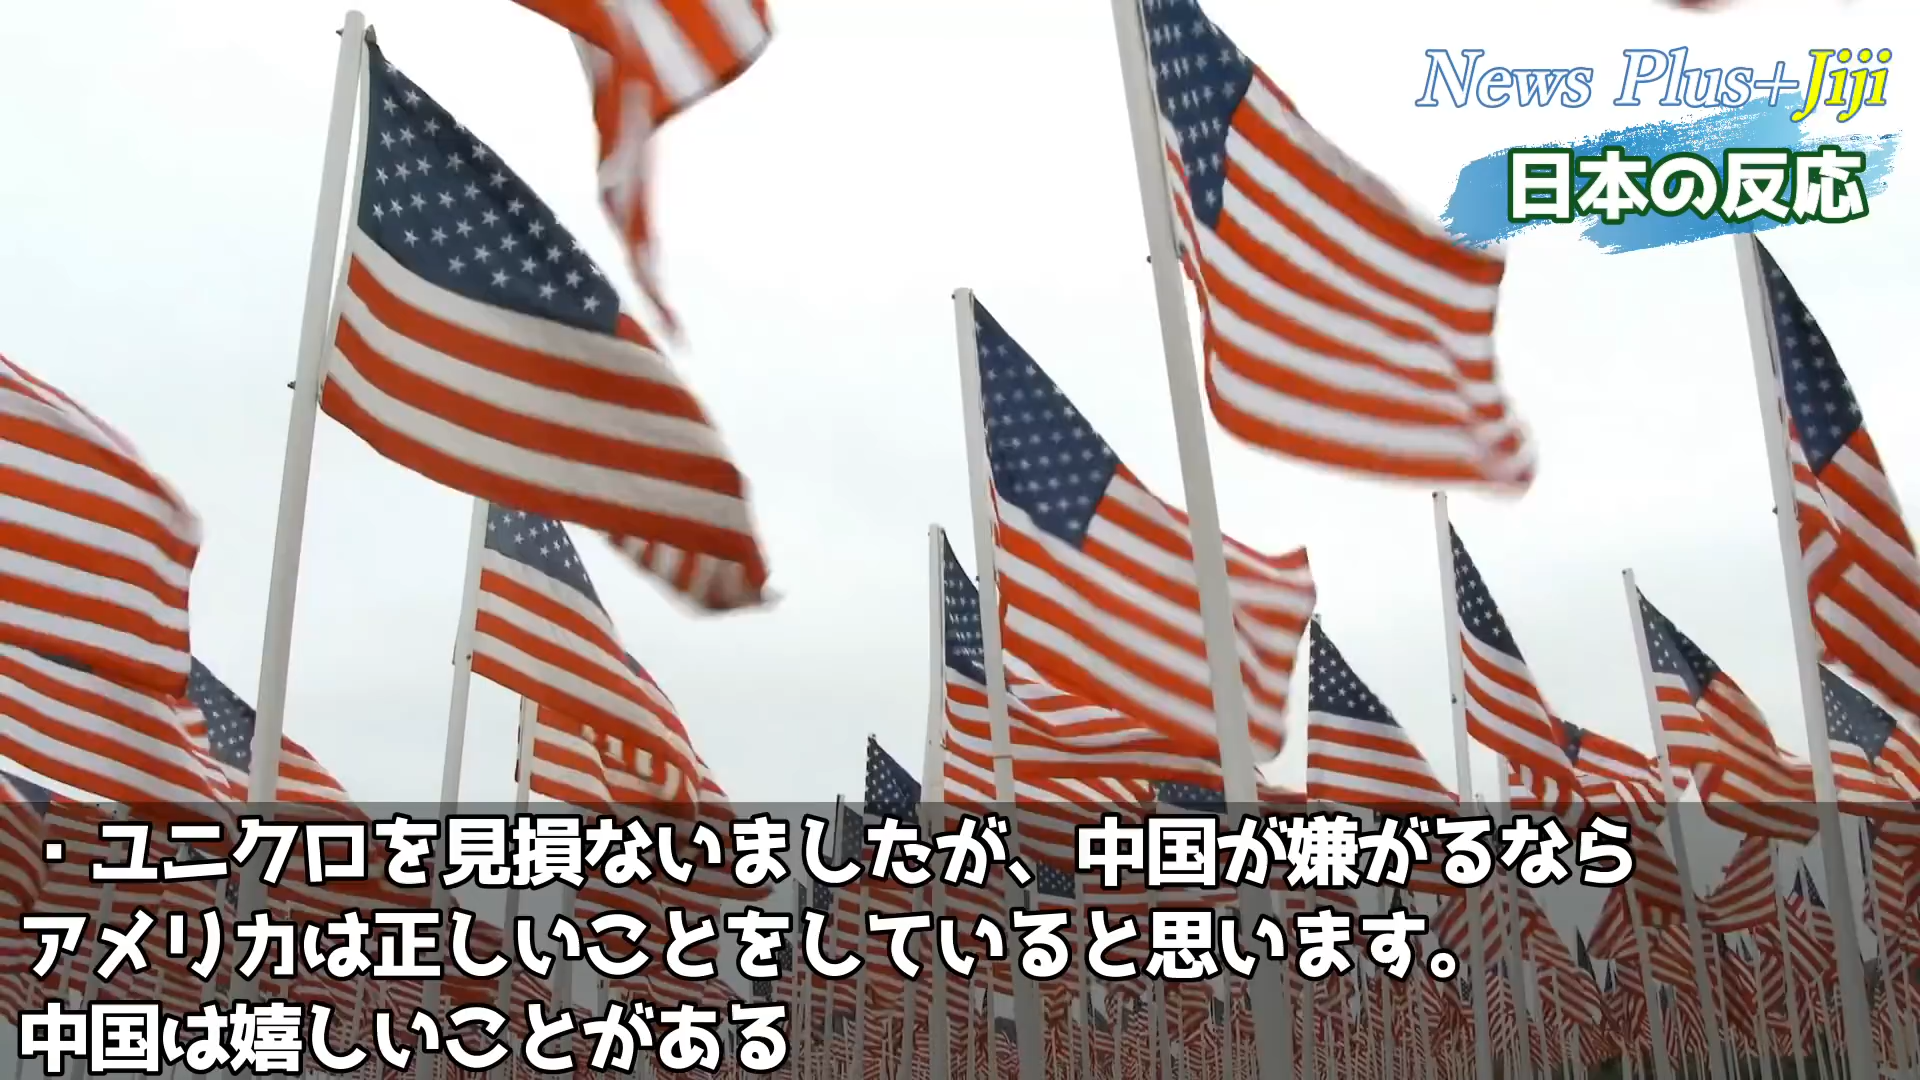 News Plus+Jiji
日本の反応
・ユニクロを見損ないましたが、中国が嫌がるなら
アメリカは正しいことをしていると思います。
中国は嬉しいことがある